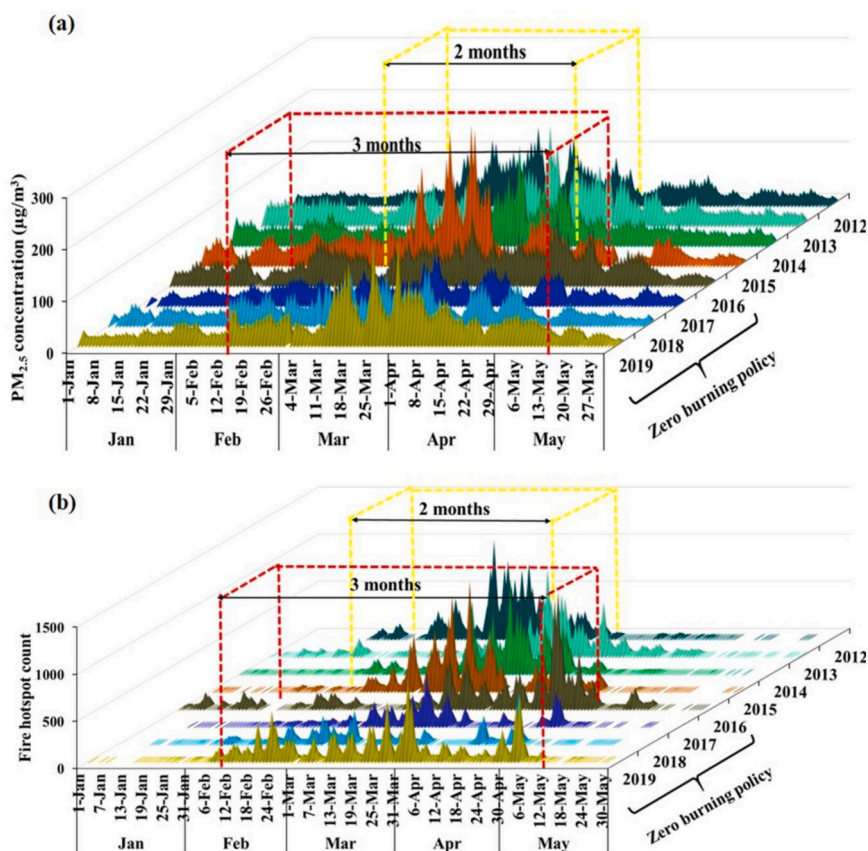 (a)
2 months
3 months
PM2.5 concentration (μg/m³)
300
200
100
0
2012
2013
2014
2015
2016
2017
2018
2019
Zero burning policy
1-Jan
8-Jan
15-Jan
22-Jan
29-Jan
5-Feb
12-Feb
19-Feb
26-Feb
4-Mar
11-Mar
18-Mar
25-Mar
1-Apr
8-Apr
15-Apr
22-Apr
29-Apr
6-May
13-May
20-May
27-May
Jan
Feb
Mar
Apr
May
(b)
2 months
3 months
Fire hotspot count
1500
1000
500
0
2012
2013
2014
2015
2016
2017
2018
2019
Zero burning policy
1-Jan
7-Jan
13-Jan
19-Jan
25-Jan
31-Jan
6-Feb
12-Feb
18-Feb
24-Feb
1-Mar
7-Mar
13-Mar
19-Mar
25-Mar
31-Mar
6-Apr
12-Apr
18-Apr
24-Apr
30-Apr
6-May
12-May
18-May
24-May
30-May
Jan
Feb
Mar
Apr
May